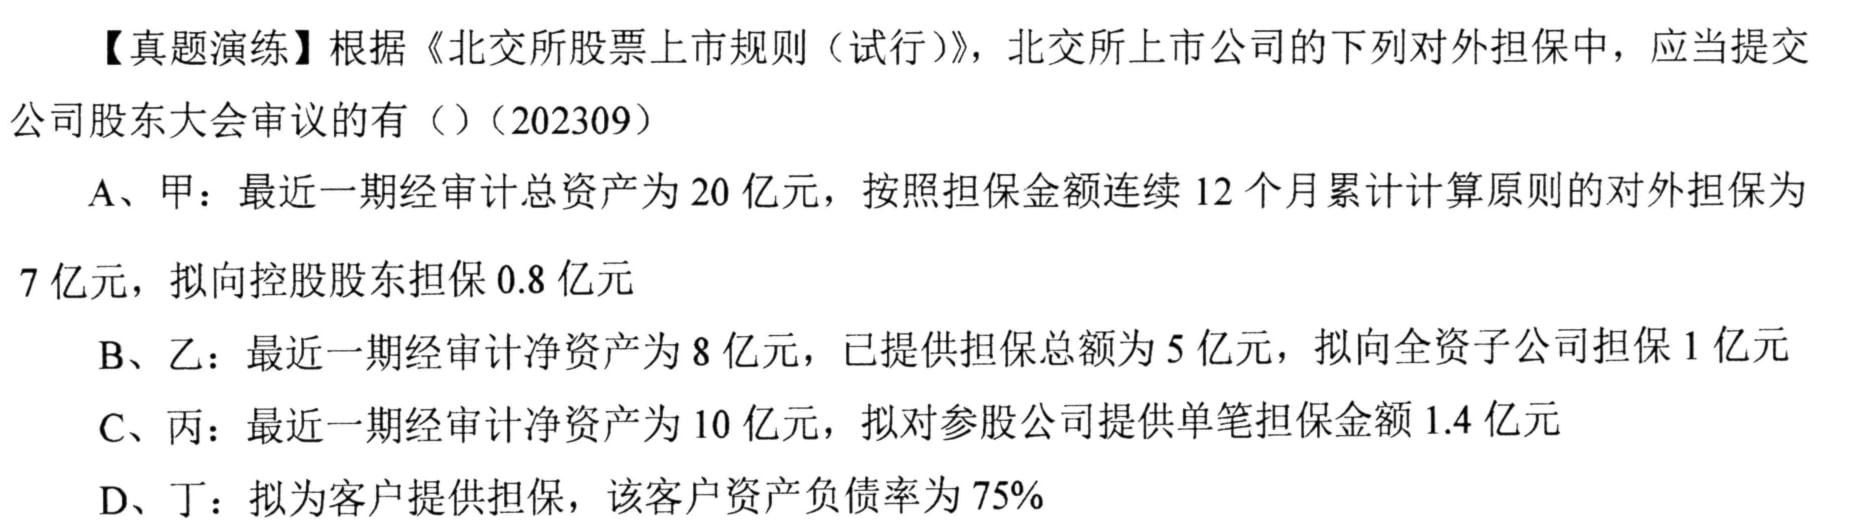 【真题演练】根据《北交所股票上市规则（试行）》，北交所上市公司的下列对外担保中，应当提交
公司股东大会审议的有（）（202309）
A、甲：最近一期经审计总资产为 20 亿元，按照担保金额连续 12 个月累计计算原则的对外担保为
7 亿元，拟向控股股东担保 0.8 亿元
B、乙：最近一期经审计净资产为 8 亿元，已提供担保总额为 5 亿元，拟向全资子公司担保 1 亿元
C、丙：最近一期经审计净资产为 10 亿元，拟对参股公司提供单笔担保金额 1.4 亿元
D、丁：拟为客户提供担保，该客户资产负债率为 75%